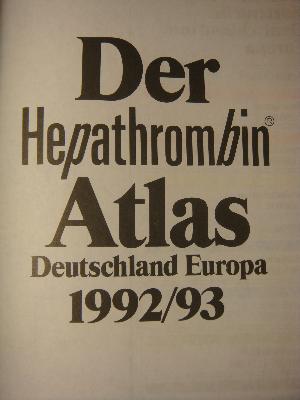 Der
Hepathrombin®
Atlas
Deutschland Europa
1992/93